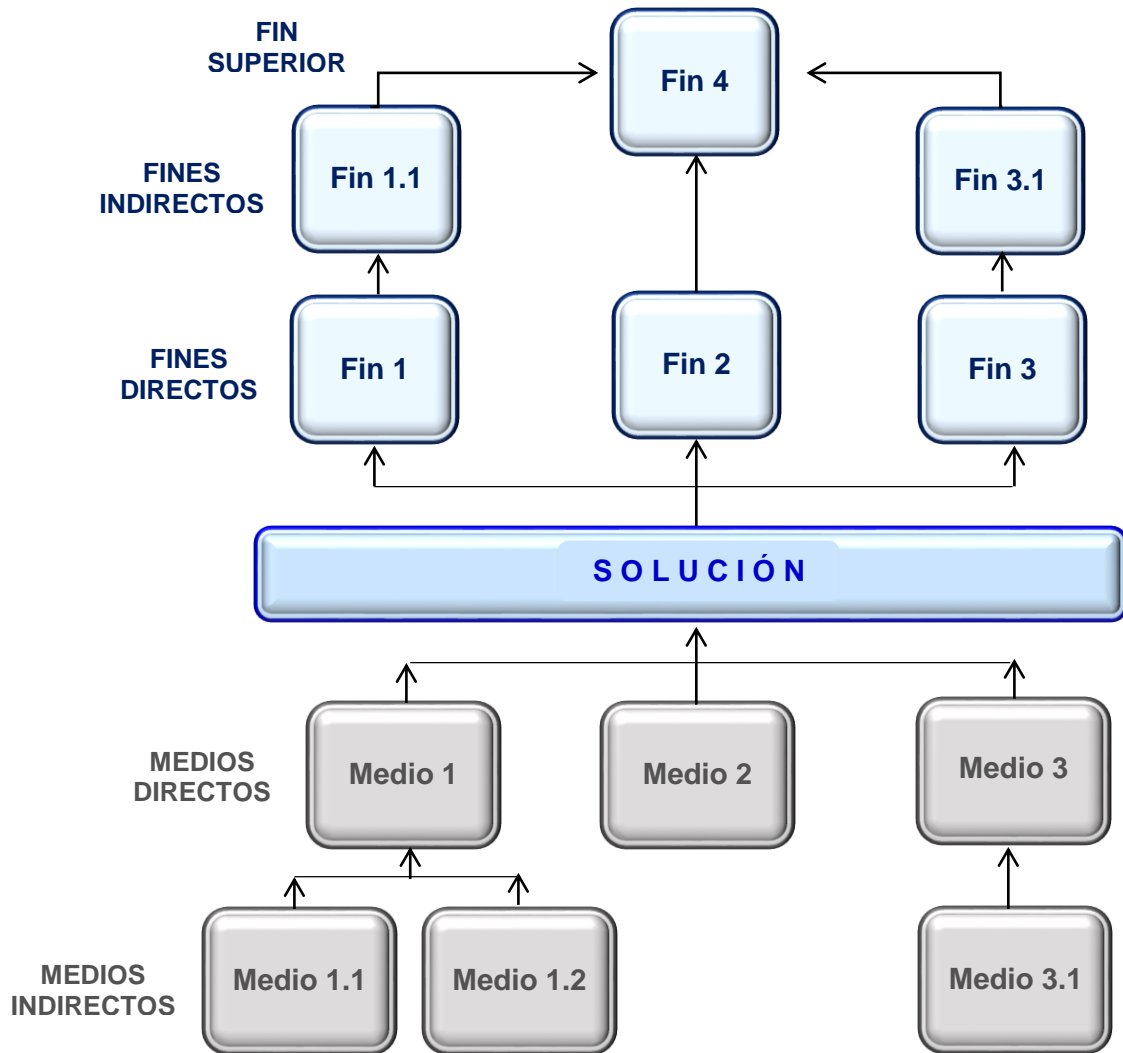 FIN
SUPERIOR
Fin 4
FINES
INDIRECTOS
Fin 1.1
Fin 3.1
FINES
DIRECTOS
Fin 1
Fin 2
Fin 3
S O L U C I Ó N
MEDIOS
DIRECTOS
Medio 1
Medio 2
Medio 3
MEDIOS
INDIRECTOS
Medio 1.1
Medio 1.2
Medio 3.1